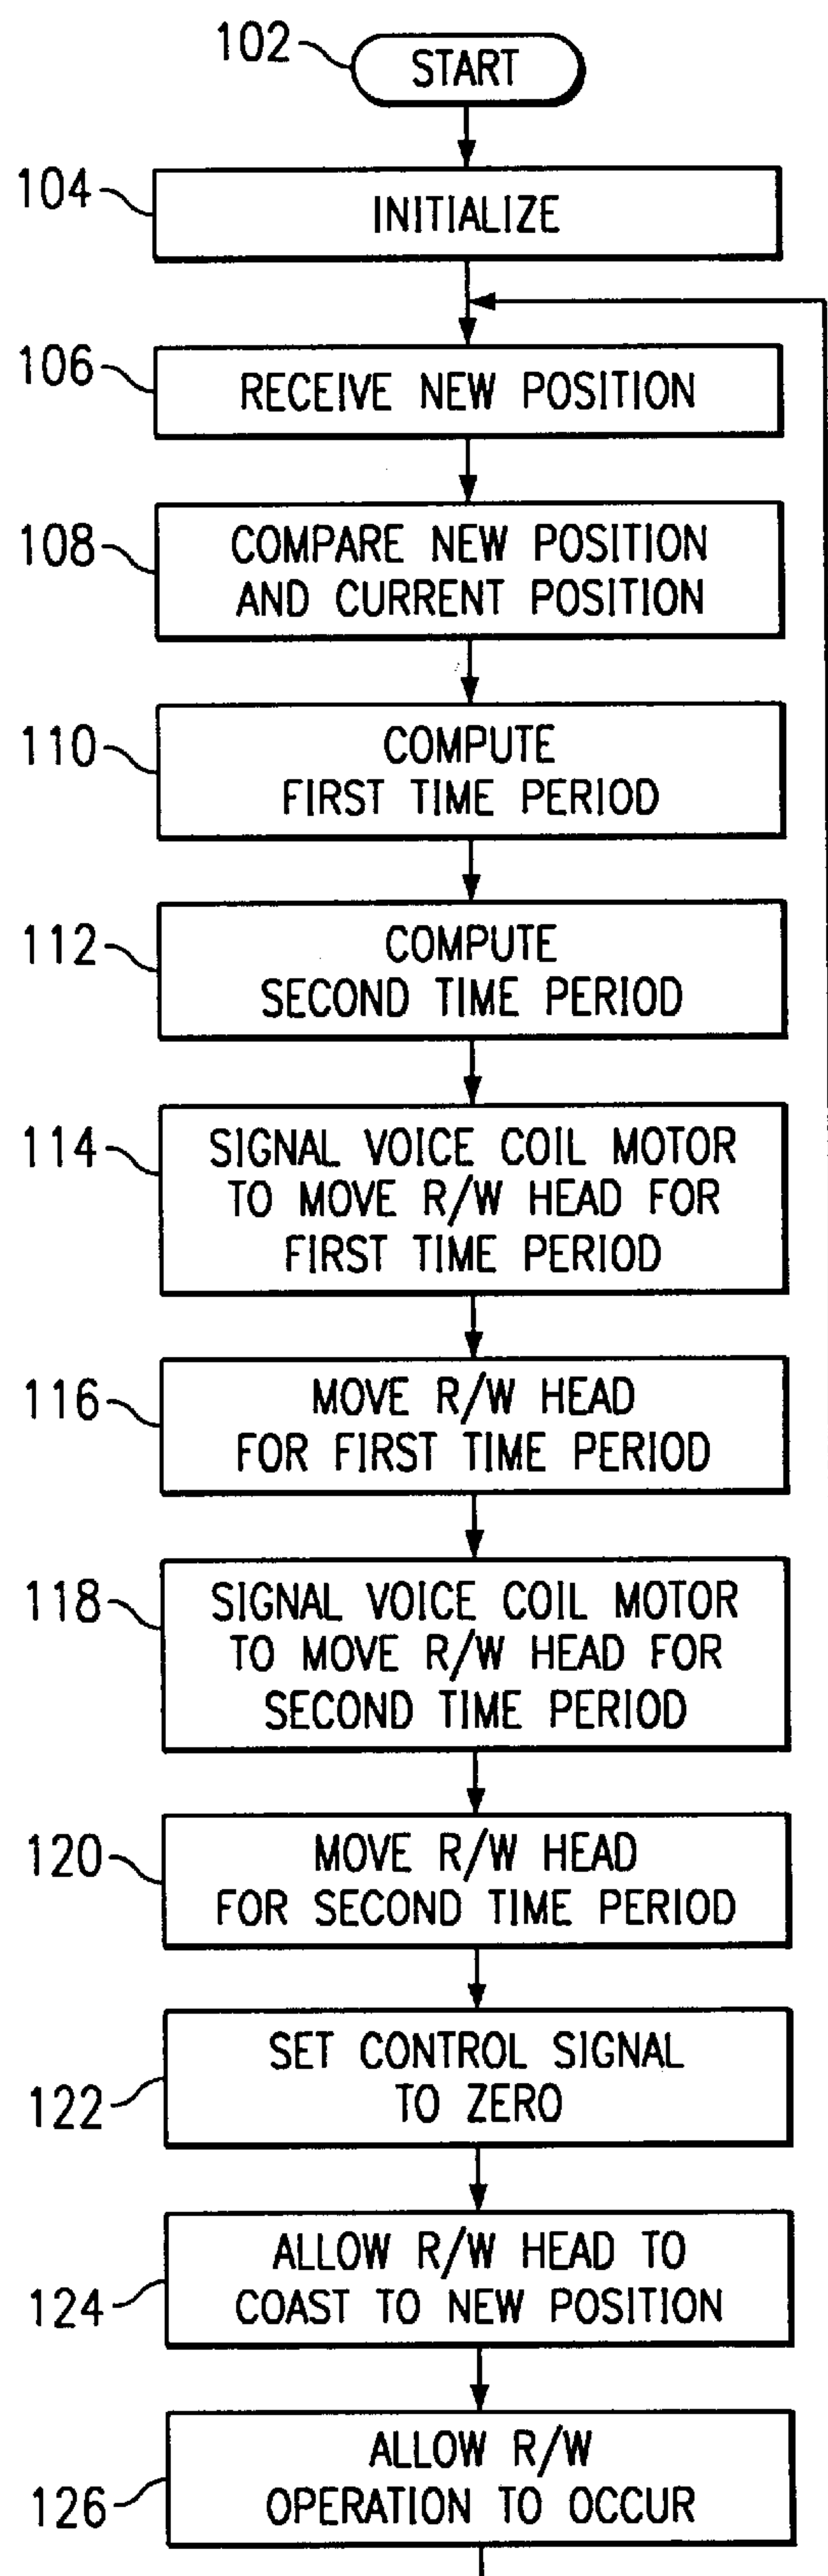 102
START
104
INITIALIZE
106
RECEIVE NEW POSITION
108
COMPARE NEW POSITION
AND CURRENT POSITION
110
COMPUTE
FIRST TIME PERIOD
112
COMPUTE
SECOND TIME PERIOD
114
SIGNAL VOICE COIL MOTOR
TO MOVE R/W HEAD FOR
FIRST TIME PERIOD
116
MOVE R/W HEAD
FOR FIRST TIME PERIOD
118
SIGNAL VOICE COIL MOTOR
TO MOVE R/W HEAD FOR
SECOND TIME PERIOD
120
MOVE R/W HEAD
FOR SECOND TIME PERIOD
122
SET CONTROL SIGNAL
TO ZERO
124
ALLOW R/W HEAD TO
COAST TO NEW POSITION
126
ALLOW R/W
OPERATION TO OCCUR